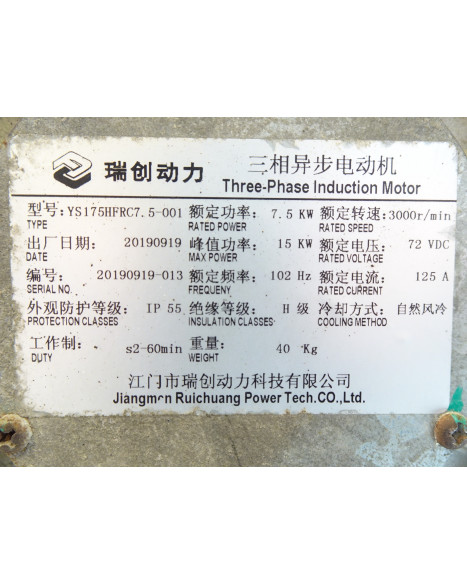 瑞创动力 三相异步电动机
Three-Phase Induction Motor
型号: YS175HFRC7.5-001 额定功率: 7.5 KW 额定转速: 3000r/min
TYPE RATED POWER RATED SPEED
出厂日期: 20190919 峰值功率: 15 KW 额定电压: 72 VDC
DATE MAX POWER RATED VOLTAGE
编号: 20190919-013 额定频率: 102 Hz 额定电流: 125 A
SERIAL NO. FREQUENY RATED CURRENT
外观防护等级: IP 55 绝缘等级: H 级 冷却方式: 自然风冷
PROTECTION CLASSES INSULATION CLASSES COOLING METHOD
工作制: s2-60min 重量: 40 Kg
DUTY WEIGHT
江门市瑞创动力科技有限公司
Jiangmen Ruichuang Power Tech.CO.,Ltd.